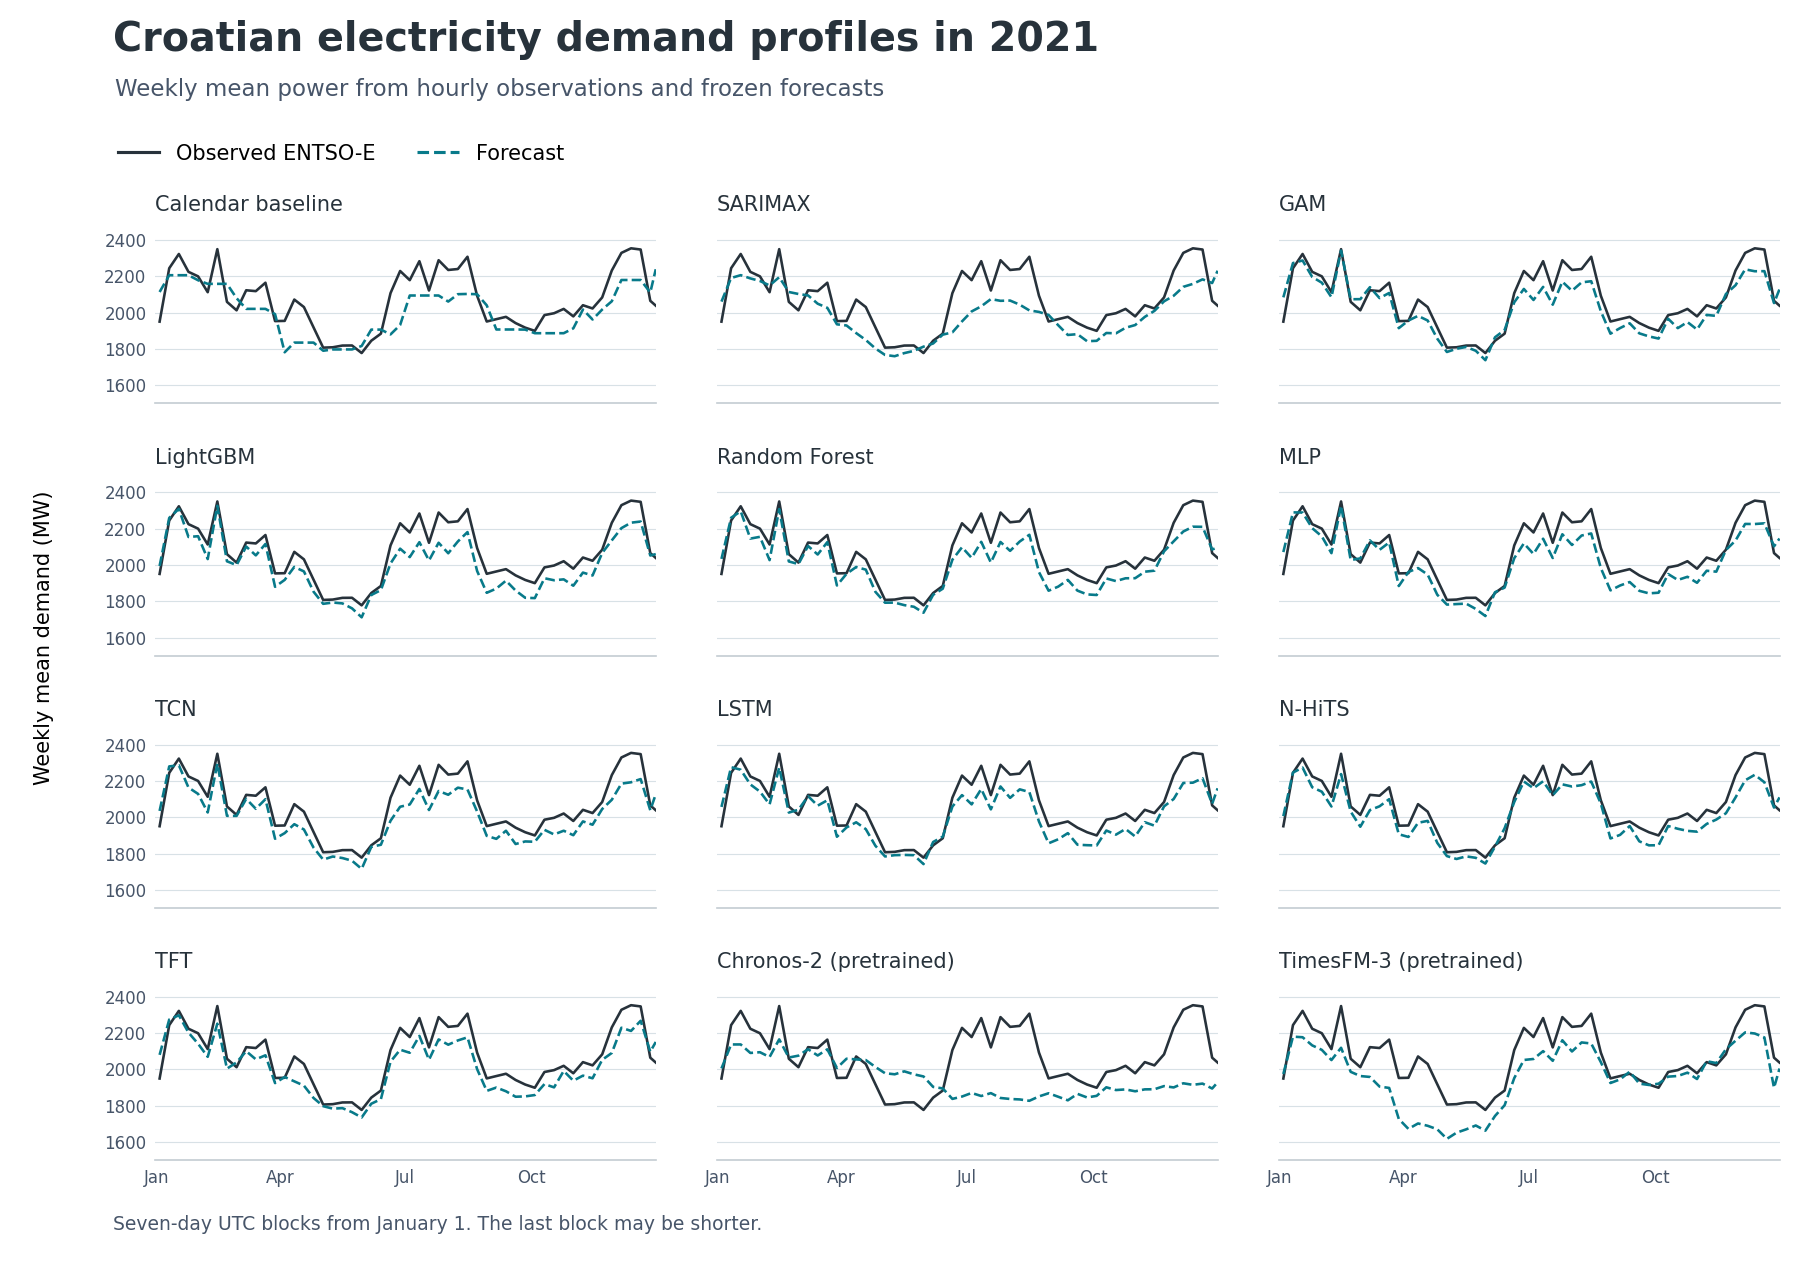 Croatian electricity demand profiles in 2021
Weekly mean power from hourly observations and frozen forecasts
Observed ENTSO-E Forecast
Calendar baseline SARIMAX GAM
2400
2200
2000
1800
1600
LightGBM Random Forest MLP
2400
2200
2000
1800
1600
Weekly mean demand (MW)
TCN LSTM N-HiTS
2400
2200
2000
1800
1600
TFT Chronos-2 (pretrained) TimesFM-3 (pretrained)
2400
2200
2000
1800
1600
Jan Apr Jul Oct Jan Apr Jul Oct Jan Apr Jul Oct
Seven-day UTC blocks from January 1. The last block may be shorter.